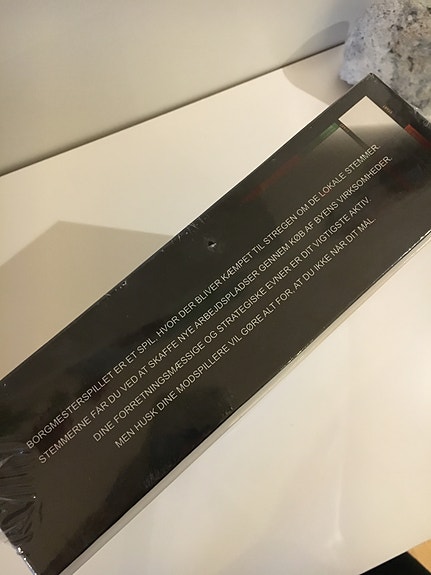 BORGMESTERSPILLET ER ET SPIL, HVOR DER BLIVER KÆMPET TIL STREGEN OM DE LOKALE STEMMER.
STEMMERNE FÅR DU VED AT SKAFFE NYE ARBEJDSPLADSER GENNEM KØB AF BYENS VIRKSOMHEDER.
DINE FORRETNINGSMÆSSIGE OG STRATEGISKE EVNER ER DIT VIGTIGSTE AKTIV.
MEN HUSK DINE MODSPILLERE VIL GØRE ALT FOR, AT DU IKKE NÅR DIT MÅL.